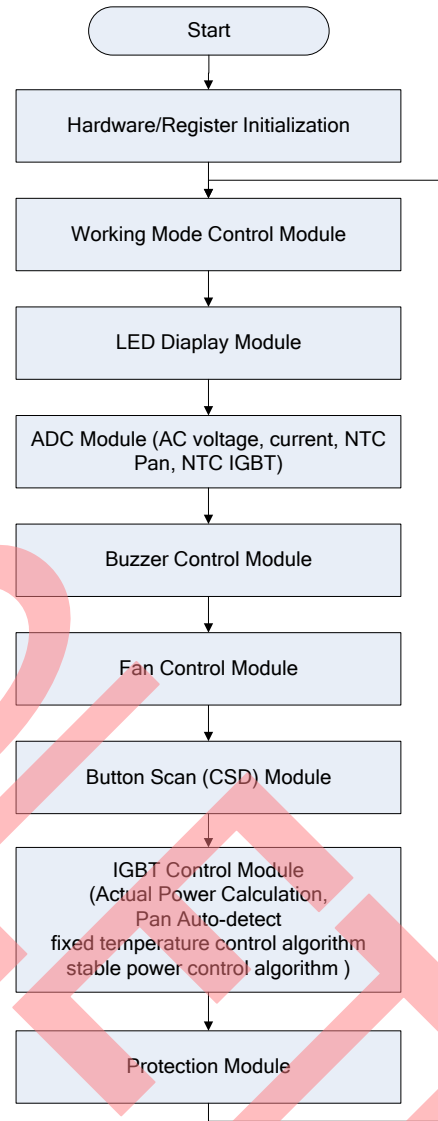 Start
Hardware/Register Initialization
Working Mode Control Module
LED Diaplay Module
ADC Module (AC voltage, current, NTC
Pan, NTC IGBT)
Buzzer Control Module
Fan Control Module
Button Scan (CSD) Module
IGBT Control Module
(Actual Power Calculation,
Pan Auto-detect
fixed temperature control algorithm
stable power control algorithm )
Protection Module